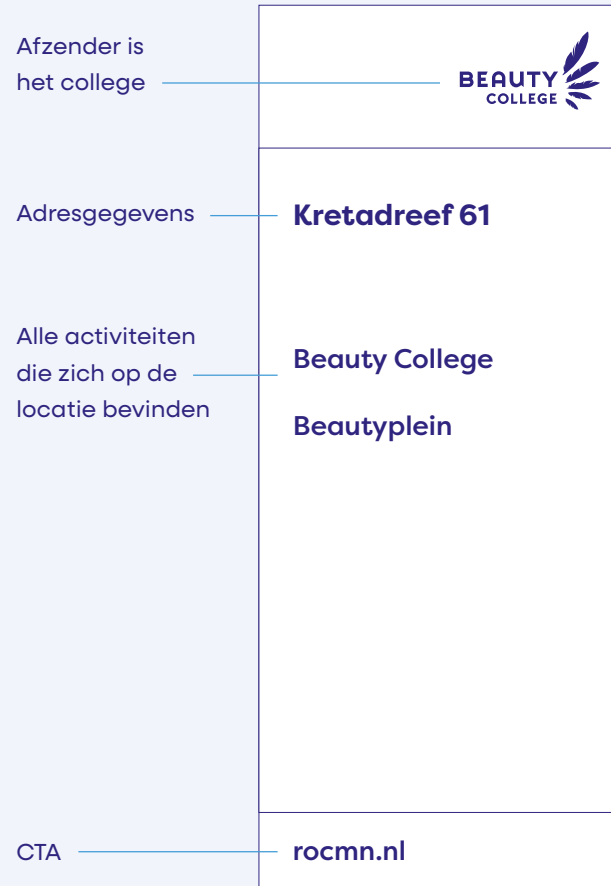 Afzender is
het college
BEAUTY
COLLEGE
Adresgegevens
Kretadreef 61
Alle activiteiten
die zich op de
locatie bevinden
Beauty College
Beautyplein
CTA
rocmn.nl